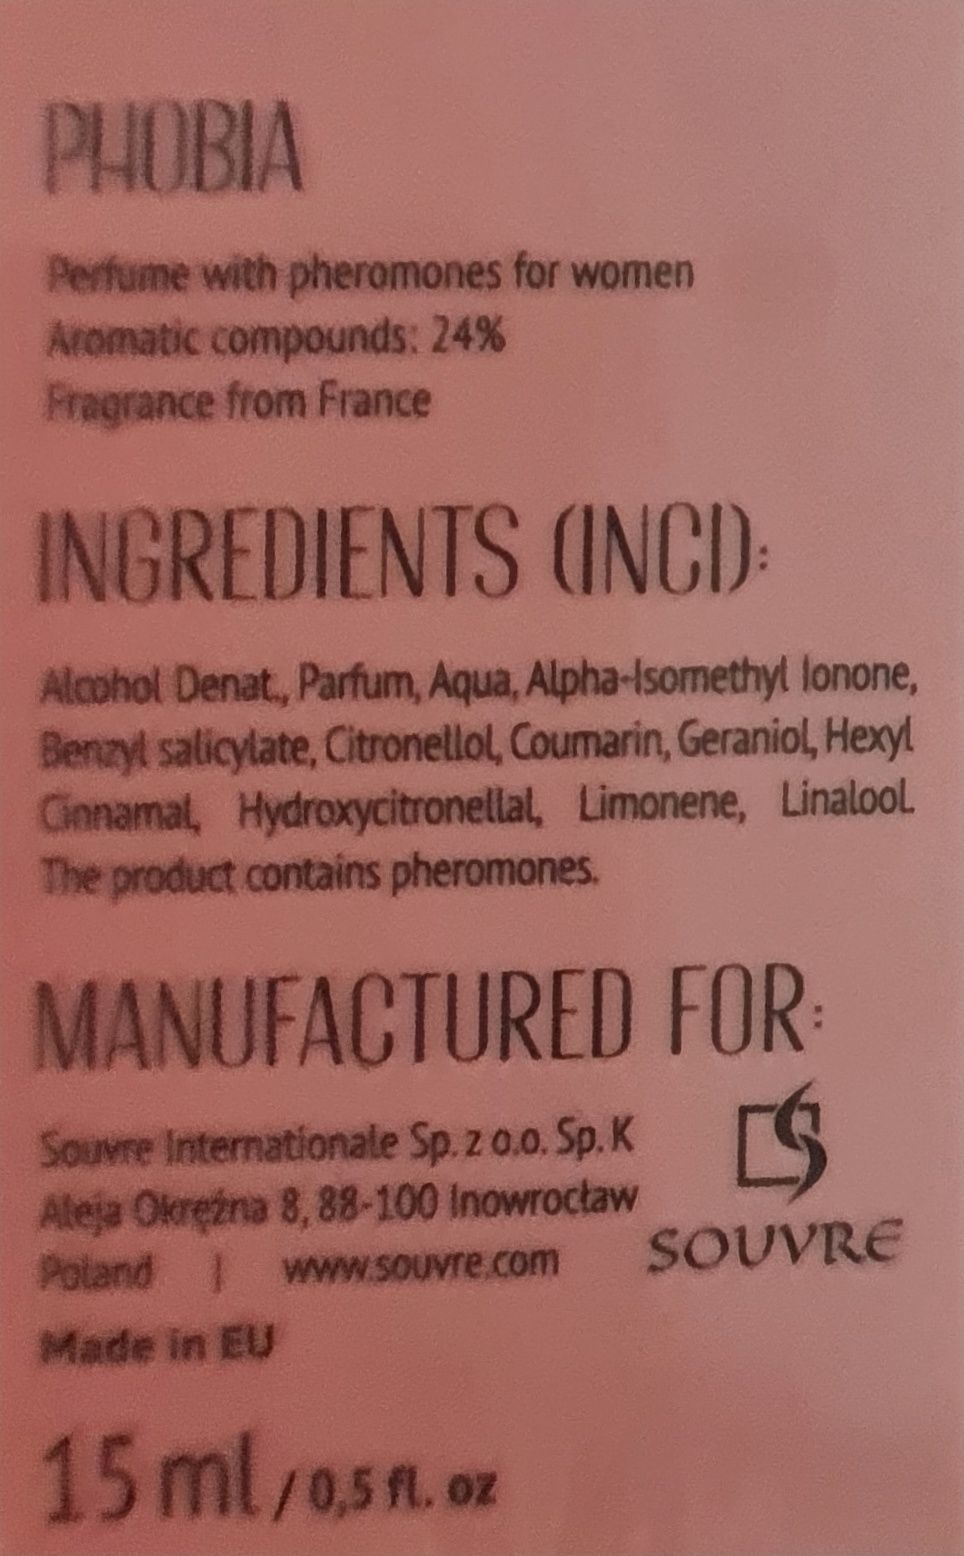 PHOBIA
Perfume with pheromones for women
Aromatic compounds: 24%
Fragrance from France
INGREDIENTS (INCI):
Alcohol Denat., Parfum, Aqua, Alpha-Isomethyl Ionone,
Benzyl salicylate, Citronellol, Coumarin, Geraniol, Hexyl
Cinnamal, Hydroxycitronellal, Limonene, Linalool.
The product contains pheromones.
MANUFACTURED FOR:
Souvre Internationale Sp. z o.o. Sp. K
Aleja Okrężna 8, 88-100 Inowrocław
Poland | www.souvre.com
SOUVRE
Made in EU
15 ml / 0,5 fl. oz